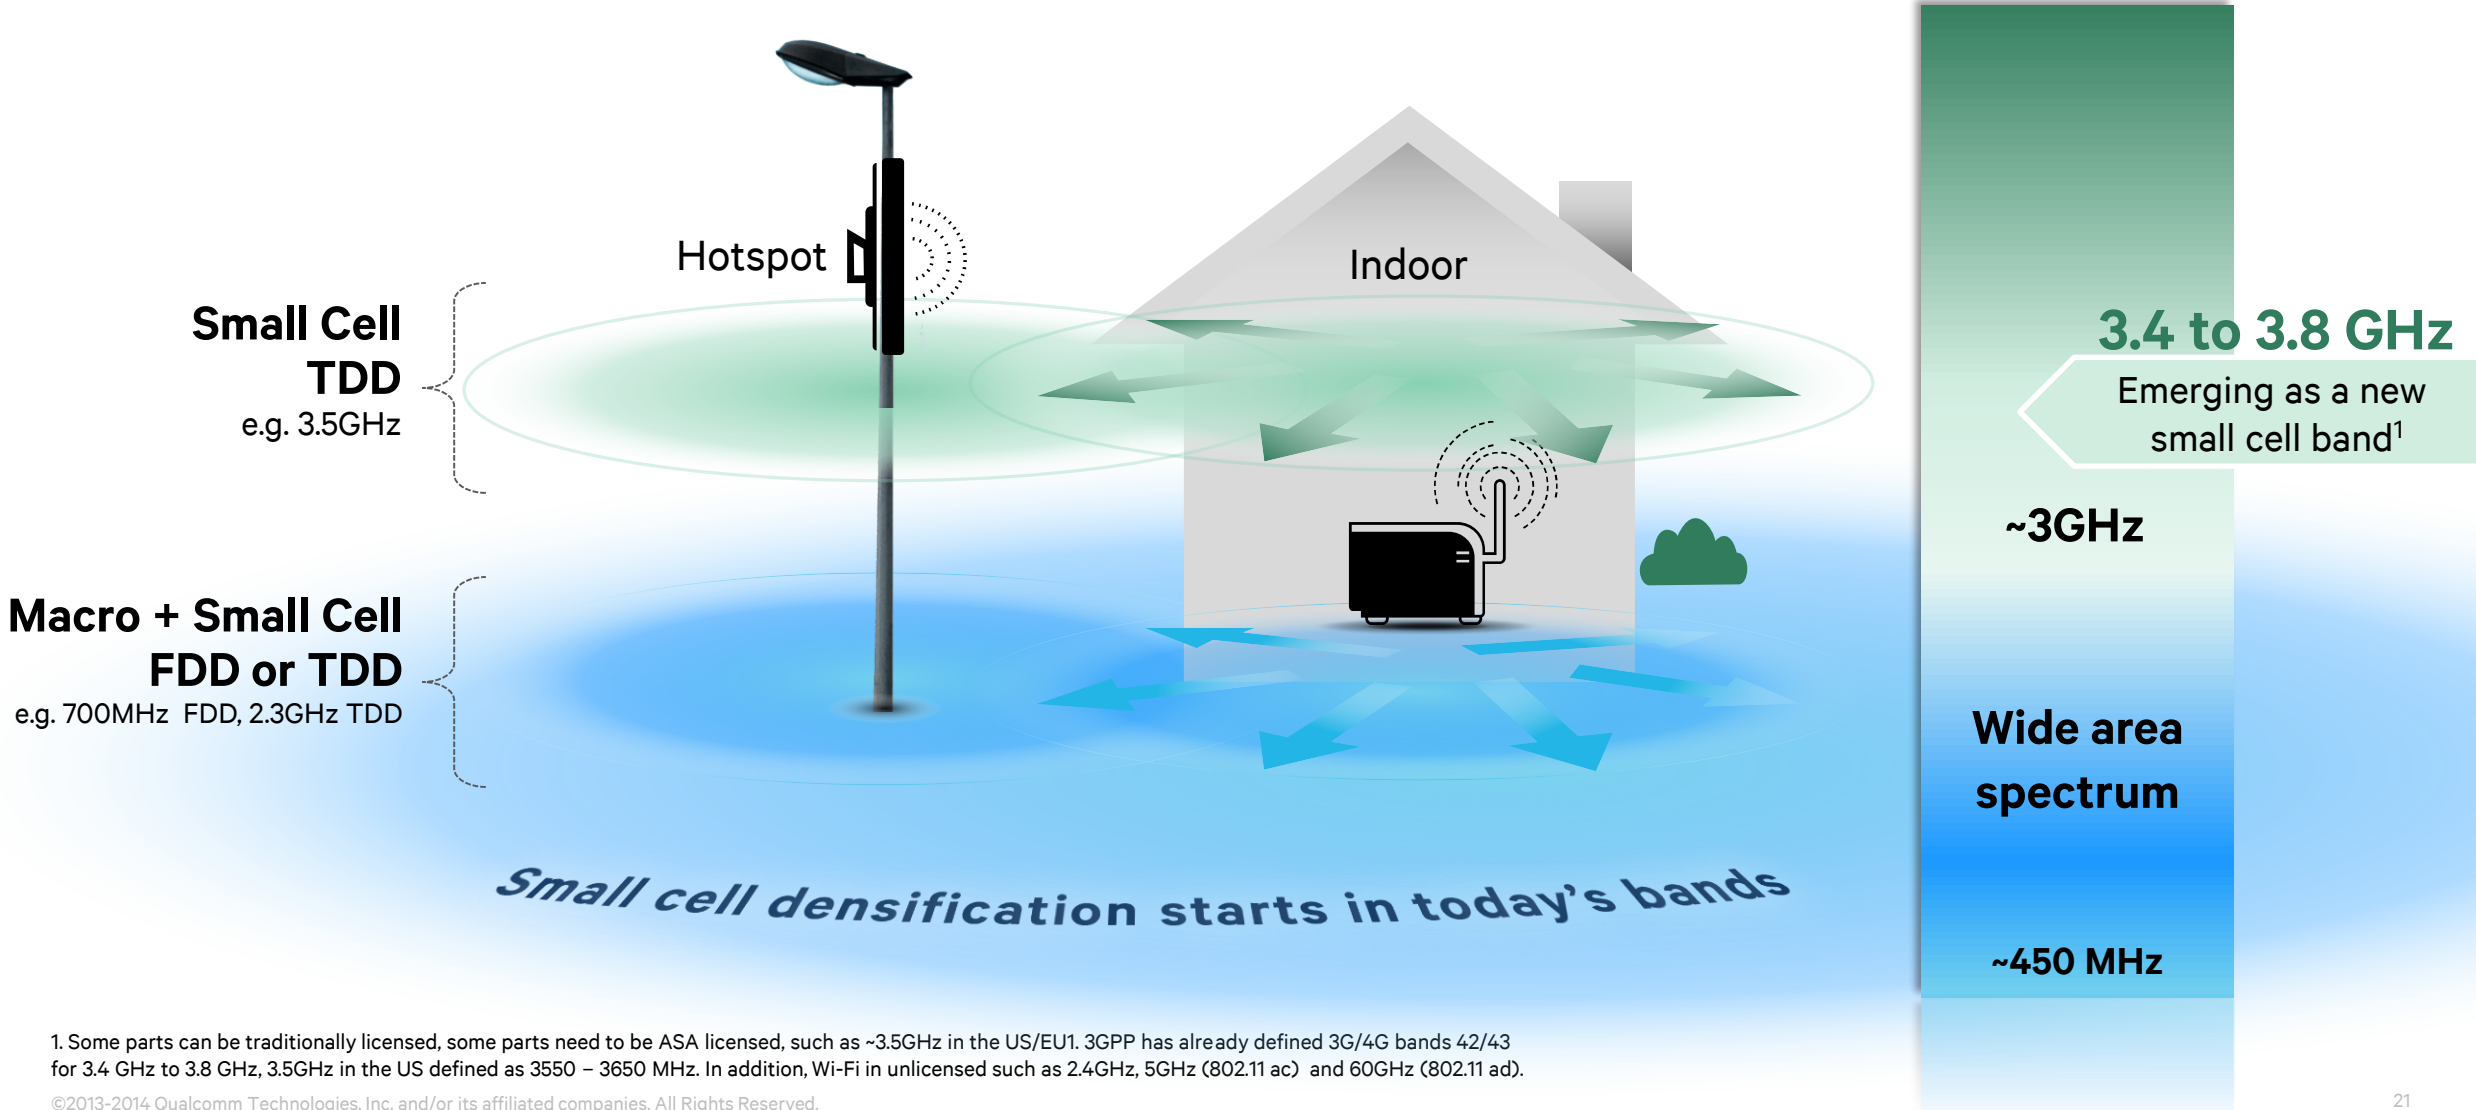 Hotspot
Indoor
Small Cell
TDD
e.g. 3.5GHz
3.4 to 3.8 GHz
Emerging as a new
small cell band¹
~3GHz
Macro + Small Cell
FDD or TDD
e.g. 700MHz  FDD, 2.3GHz TDD
Wide area
spectrum
Small cell densification starts in today’s bands
~450 MHz
1. Some parts can be traditionally licensed, some parts need to be ASA licensed, such as ~3.5GHz in the US/EU1. 3GPP has already defined 3G/4G bands 42/43
for 3.4 GHz to 3.8 GHz, 3.5GHz in the US defined as 3550 – 3650 MHz. In addition, Wi-Fi in unlicensed such as 2.4GHz, 5GHz (802.11 ac)  and 60GHz (802.11 ad).
©2013-2014 Qualcomm Technologies, Inc. and/or its affiliated companies. All Rights Reserved.
21